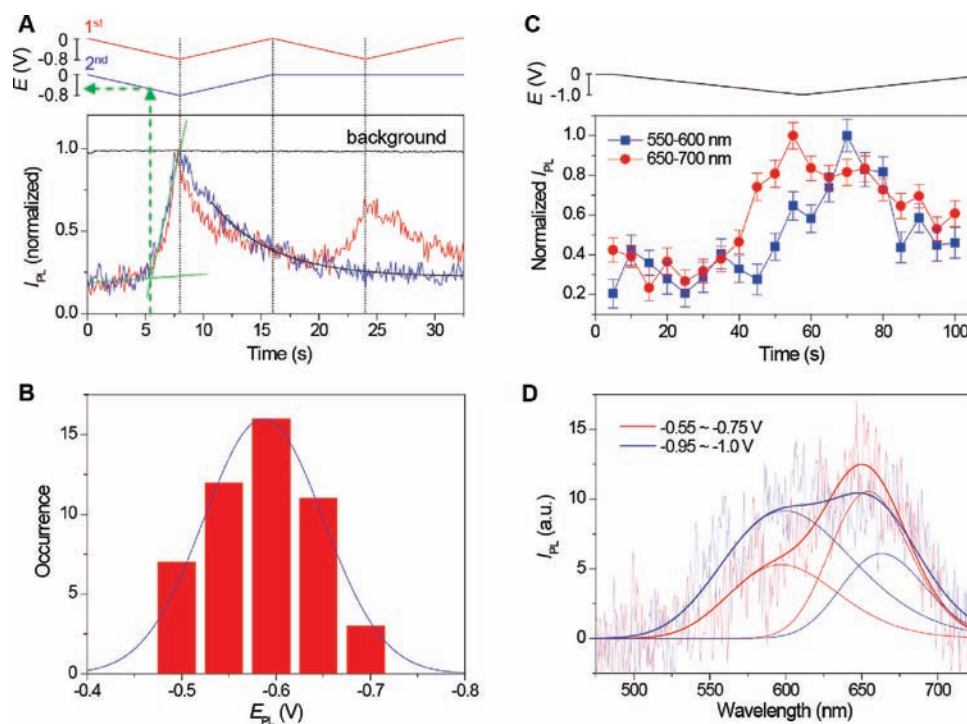 A
1st
E (V)
0
-0.8
2nd
0
-0.8
background
IPL (normalized)
1.0
0.5
0.0
0 5 10 15 20 25 30
Time (s)
C
E (V)
0
-1.0
550-600 nm
650-700 nm
Normalized IPL
1.0
0.8
0.6
0.4
0.2
0 20 40 60 80 100
Time (s)
B
Occurrence
15
10
5
0
-0.4 -0.5 -0.6 -0.7 -0.8
EPL (V)
D
-0.55 ~ -0.75 V
-0.95 ~ -1.0 V
IPL (a.u.)
15
10
5
0
500 550 600 650 700
Wavelength (nm)